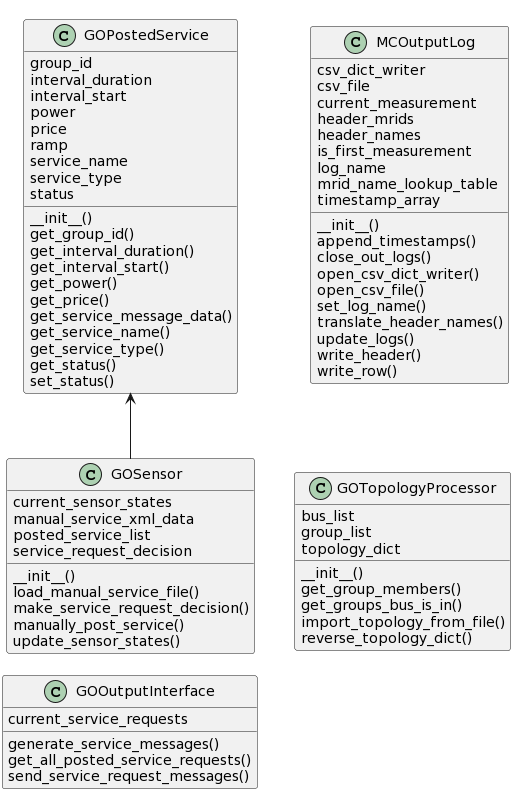 C GOPostedService
group_id
interval_duration
interval_start
power
price
ramp
service_name
service_type
status
__init__()
get_group_id()
get_interval_duration()
get_interval_start()
get_power()
get_price()
get_service_message_data()
get_service_name()
get_service_type()
get_status()
set_status()
C MCOutputLog
csv_dict_writer
csv_file
current_measurement
header_mrids
header_names
is_first_measurement
log_name
mrid_name_lookup_table
timestamp_array
__init__()
append_timestamps()
close_out_logs()
open_csv_dict_writer()
open_csv_file()
set_log_name()
translate_header_names()
update_logs()
write_header()
write_row()
C GOSensor
current_sensor_states
manual_service_xml_data
posted_service_list
service_request_decision
__init__()
load_manual_service_file()
make_service_request_decision()
manually_post_service()
update_sensor_states()
C GOTopologyProcessor
bus_list
group_list
topology_dict
__init__()
get_group_members()
get_groups_bus_is_in()
import_topology_from_file()
reverse_topology_dict()
C GOOutputInterface
current_service_requests
generate_service_messages()
get_all_posted_service_requests()
send_service_request_messages()